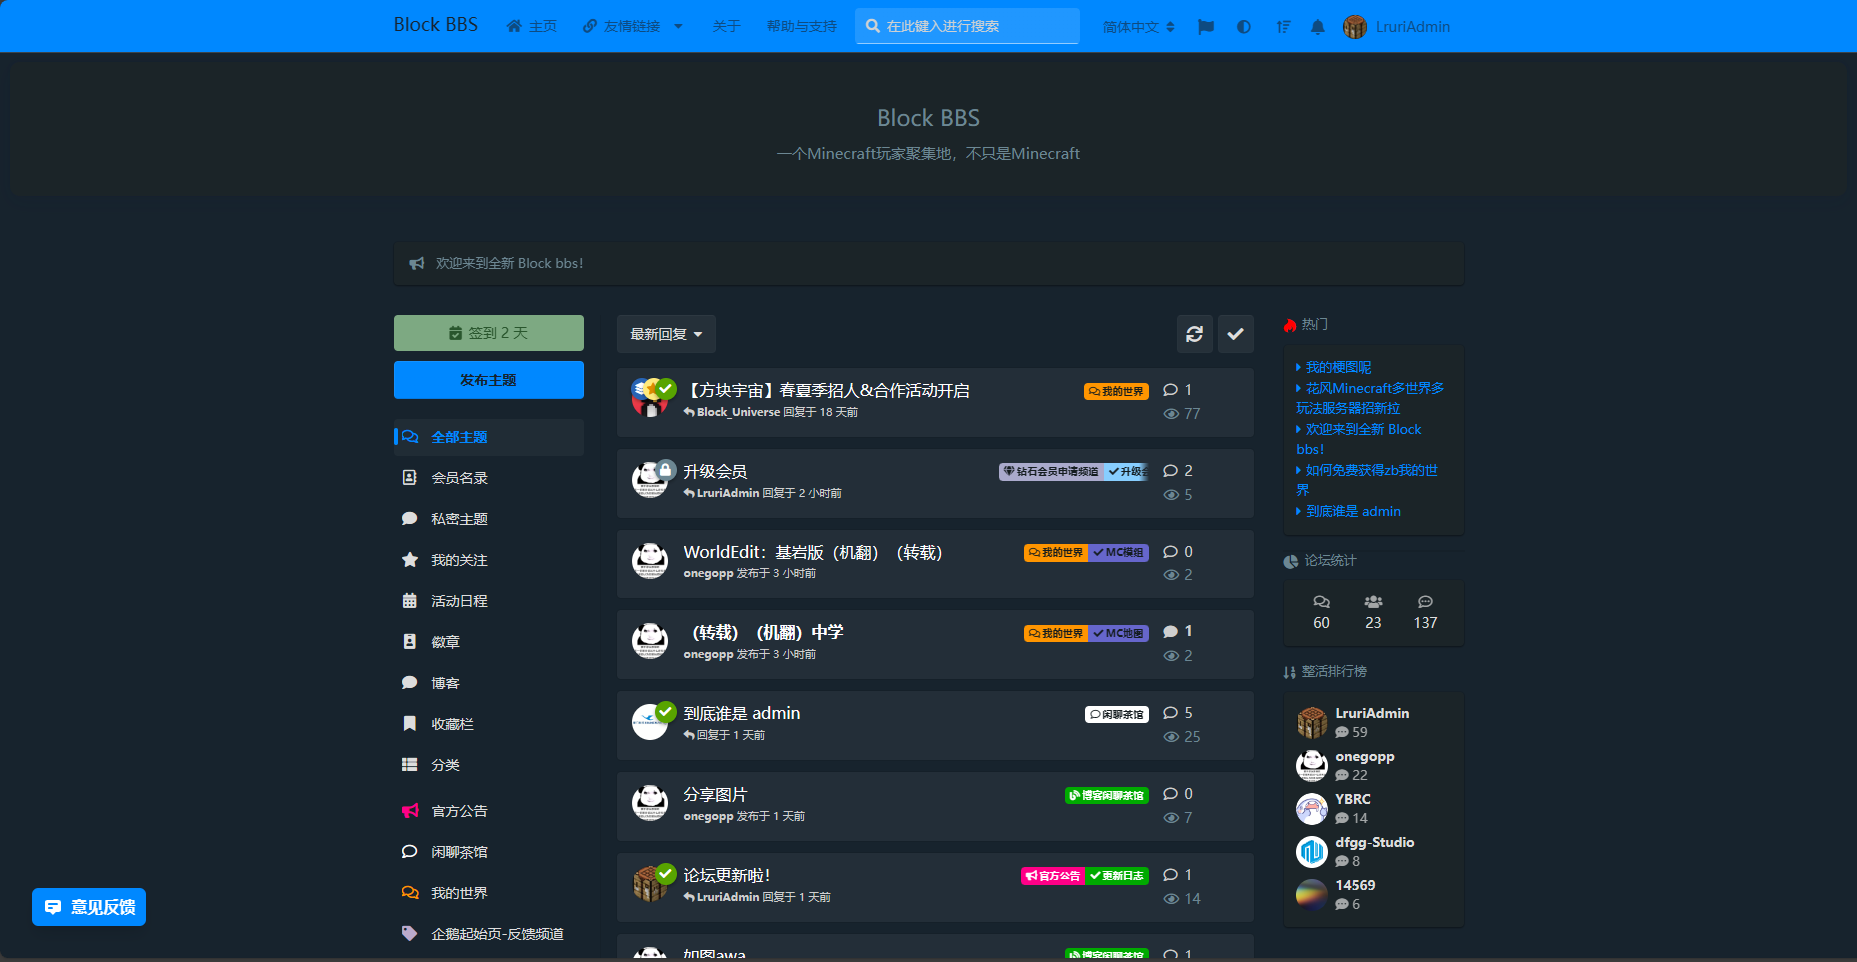 Block BBS
主页
友情链接
关于
帮助与支持
在此键入进行搜索
简体中文
LruriAdmin
Block BBS
一个Minecraft玩家聚集地，不只是Minecraft
欢迎来到全新 Block bbs！
签到 2 天
发布主题
全部主题
会员名录
私密主题
我的关注
活动日程
徽章
博客
收藏栏
分类
官方公告
闲聊茶馆
我的世界
企鹅起始页-反馈频道
意见反馈
最新回复
【方块宇宙】春夏季招人&合作活动开启
Block_Universe 回复于 18 天前
我的世界
1
77
升级会员
LruriAdmin 回复于 2 小时前
钻石会员申请频道
升级会
2
5
WorldEdit：基岩版（机翻）（转载）
onegopp 发布于 3 小时前
我的世界
MC模组
0
2
（转载）（机翻）中学
onegopp 发布于 3 小时前
我的世界
MC地图
1
2
到底谁是 admin
回复于 1 天前
闲聊茶馆
5
25
分享图片
onegopp 发布于 1 天前
博客闲聊茶馆
0
7
论坛更新啦！
LruriAdmin 回复于 1 天前
官方公告
更新日志
1
14
如图awa
博客闲聊茶馆
1
热门
我的梗图呢
花风Minecraft多世界多
玩法服务器招新拉
欢迎来到全新 Block
bbs！
如何免费获得zb我的世
界
到底谁是 admin
论坛统计
60
23
137
整活排行榜
LruriAdmin
59
onegopp
22
YBRC
14
dfgg-Studio
8
14569
6